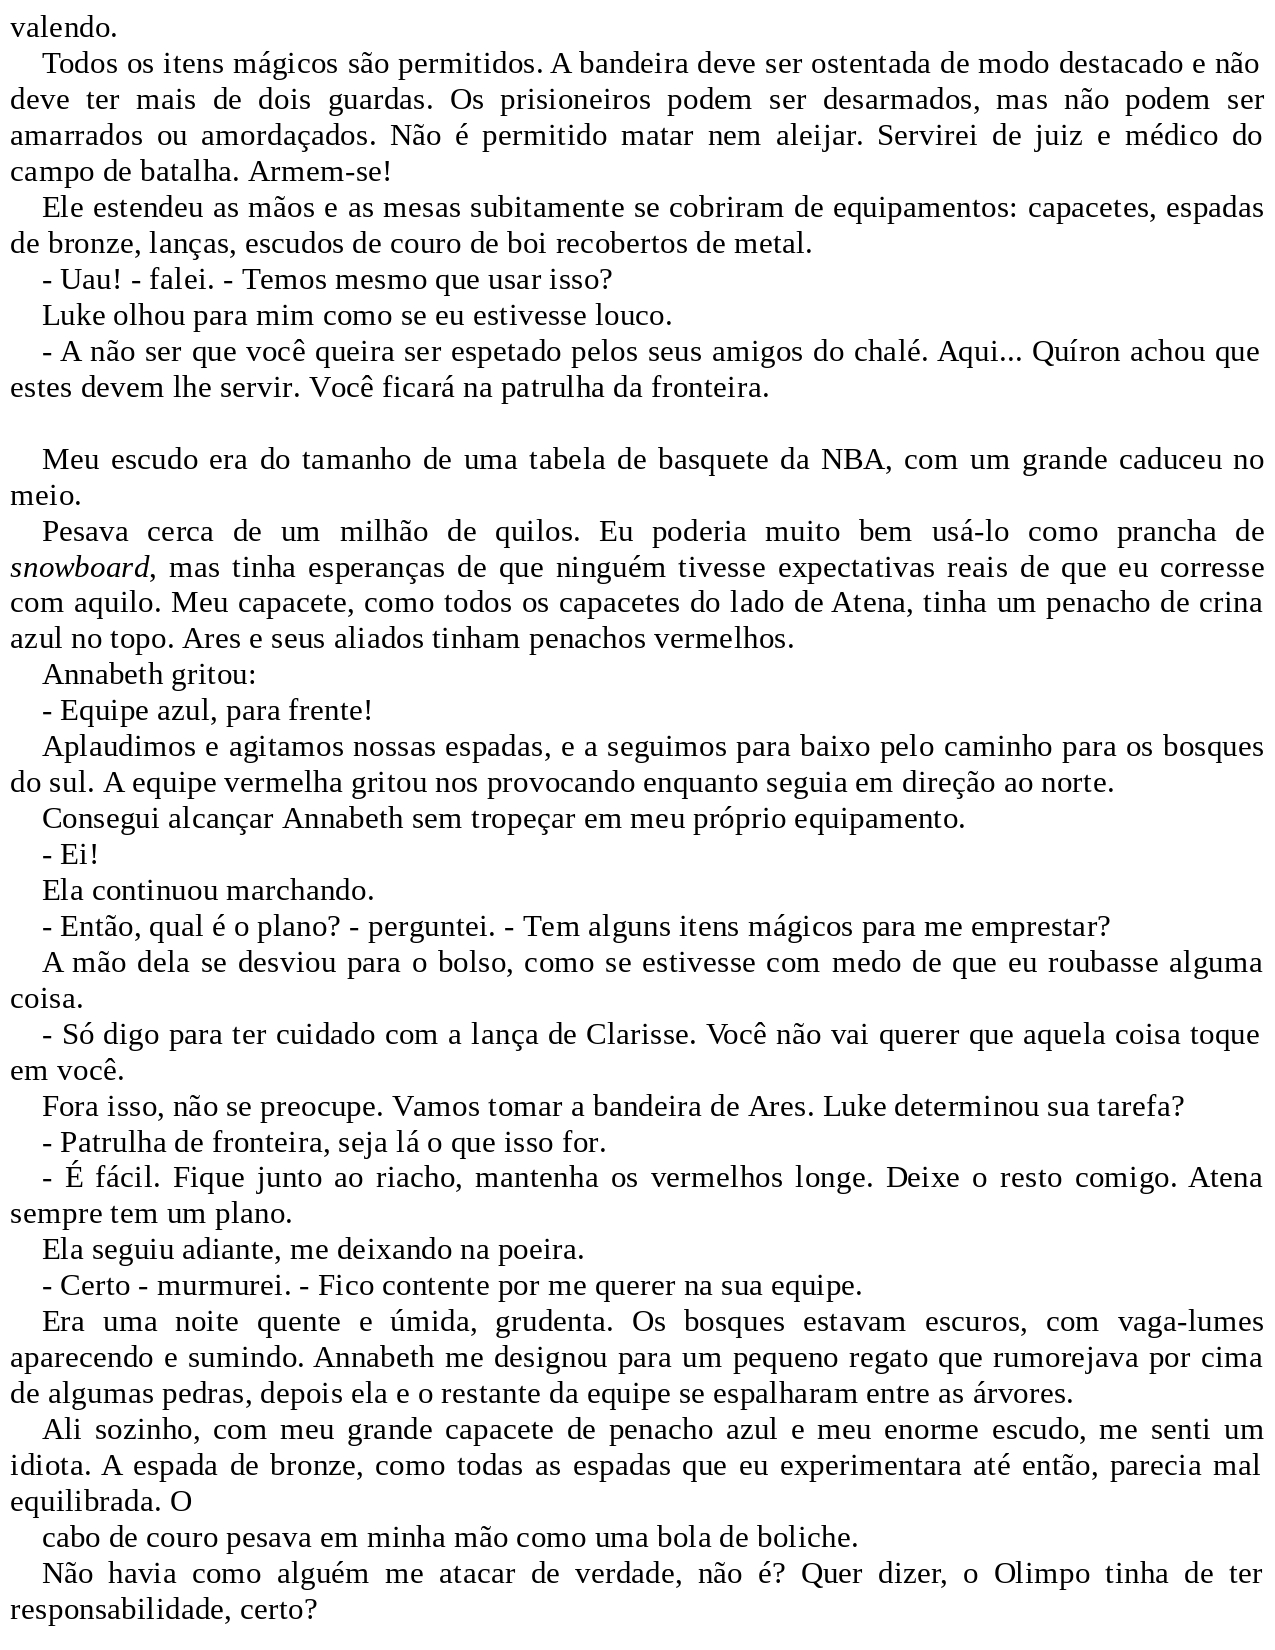 valendo.
Todos os itens mágicos são permitidos. A bandeira deve ser ostentada de modo destacado e não
deve ter mais de dois guardas. Os prisioneiros podem ser desarmados, mas não podem ser
amarrados ou amordaçados. Não é permitido matar nem aleijar. Servirei de juiz e médico do
campo de batalha. Armem-se!
Ele estendeu as mãos e as mesas subitamente se cobriram de equipamentos: capacetes, espadas
de bronze, lanças, escudos de couro de boi recobertos de metal.
- Uau! - falei. - Temos mesmo que usar isso?
Luke olhou para mim como se eu estivesse louco.
- A não ser que você queira ser espetado pelos seus amigos do chalé. Aqui... Quíron achou que
estes devem lhe servir. Você ficará na patrulha da fronteira.
Meu escudo era do tamanho de uma tabela de basquete da NBA, com um grande caduceu no
meio.
Pesava cerca de um milhão de quilos. Eu poderia muito bem usá-lo como prancha de
snowboard, mas tinha esperanças de que ninguém tivesse expectativas reais de que eu corresse
com aquilo. Meu capacete, como todos os capacetes do lado de Atena, tinha um penacho de crina
azul no topo. Ares e seus aliados tinham penachos vermelhos.
Annabeth gritou:
- Equipe azul, para frente!
Aplaudimos e agitamos nossas espadas, e a seguimos para baixo pelo caminho para os bosques
do sul. A equipe vermelha gritou nos provocando enquanto seguia em direção ao norte.
Consegui alcançar Annabeth sem tropeçar em meu próprio equipamento.
- Ei!
Ela continuou marchando.
- Então, qual é o plano? - perguntei. - Tem alguns itens mágicos para me emprestar?
A mão dela se desviou para o bolso, como se estivesse com medo de que eu roubasse alguma
coisa.
- Só digo para ter cuidado com a lança de Clarisse. Você não vai querer que aquela coisa toque
em você.
Fora isso, não se preocupe. Vamos tomar a bandeira de Ares. Luke determinou sua tarefa?
- Patrulha de fronteira, seja lá o que isso for.
- É fácil. Fique junto ao riacho, mantenha os vermelhos longe. Deixe o resto comigo. Atena
sempre tem um plano.
Ela seguiu adiante, me deixando na poeira.
- Certo - murmurei. - Fico contente por me querer na sua equipe.
Era uma noite quente e úmida, grudenta. Os bosques estavam escuros, com vaga-lumes
aparecendo e sumindo. Annabeth me designou para um pequeno regato que rumorejava por cima
de algumas pedras, depois ela e o restante da equipe se espalharam entre as árvores.
Ali sozinho, com meu grande capacete de penacho azul e meu enorme escudo, me senti um
idiota. A espada de bronze, como todas as espadas que eu experimentara até então, parecia mal
equilibrada. O
cabo de couro pesava em minha mão como uma bola de boliche.
Não havia como alguém me atacar de verdade, não é? Quer dizer, o Olimpo tinha de ter
responsabilidade, certo?